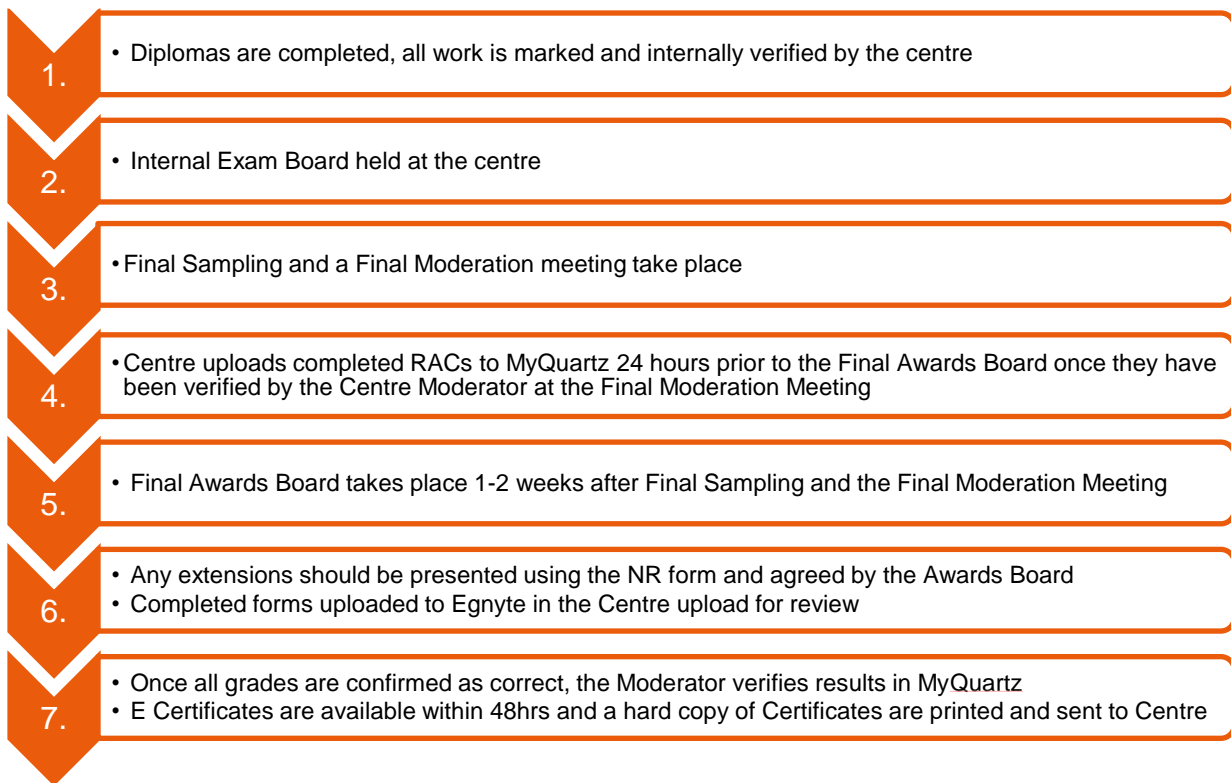 1.
• Diplomas are completed, all work is marked and internally verified by the centre
2.
• Internal Exam Board held at the centre
3.
• Final Sampling and a Final Moderation meeting take place
4.
• Centre uploads completed RACs to MyQuartz 24 hours prior to the Final Awards Board once they have
been verified by the Centre Moderator at the Final Moderation Meeting
5.
• Final Awards Board takes place 1-2 weeks after Final Sampling and the Final Moderation Meeting
6.
• Any extensions should be presented using the NR form and agreed by the Awards Board
• Completed forms uploaded to Egnyte in the Centre upload for review
7.
• Once all grades are confirmed as correct, the Moderator verifies results in MyQuartz
• E Certificates are available within 48hrs and a hard copy of Certificates are printed and sent to Centre